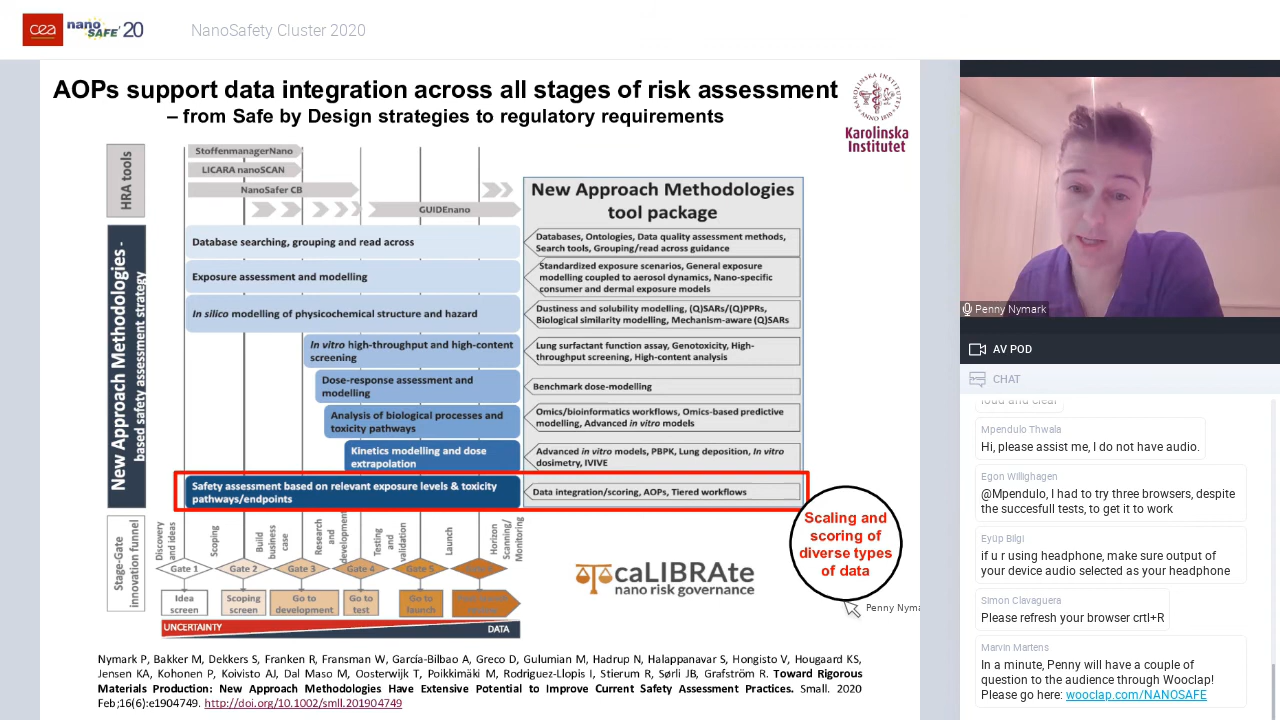 cea nano SAFE '20
NanoSafety Cluster 2020
AOPs support data integration across all stages of risk assessment
– from Safe by Design strategies to regulatory requirements
Karolinska
Institutet
HRA tools
StoffenmanagerNano
LICARA nanoSCAN
NanoSafer CB
GUIDEnano
New Approach Methodologies
tool package
New Approach Methodologies -
based safety assessment strategy
Database searching, grouping and read across
Databases, Ontologies, Data quality assessment methods,
Search tools, Grouping/read across guidance
Exposure assessment and modelling
Standardized exposure scenarios, General exposure
modelling coupled to aerosol dynamics, Nano-specific
consumer and dermal exposure models
In silico modelling of physicochemical structure and hazard
Dustiness and solubility modelling, (Q)SARs/(Q)PPRs,
Biological similarity modelling, Mechanism-aware (Q)SARs
In vitro high-throughput and high-content
screening
Lung surfactant function assay, Genotoxicity, High-
throughput screening, High-content analysis
Dose-response assessment and
modelling
Benchmark dose-modelling
Analysis of biological processes and
toxicity pathways
Omics/bioinformatics workflows, Omics-based predictive
modelling, Advanced in vitro models
Kinetics modelling and dose
extrapolation
Advanced in vitro models, PBPK, Lung deposition, In vitro
dosimetry, IVIVE
Safety assessment based on relevant exposure levels & toxicity
pathways/endpoints
Data integration/scoring, AOPs, Tiered workflows
Scaling and
scoring of
diverse types
of data
Stage-Gate
innovation funnel
Discovery
and ideas
Scoping
Build
business
case
Research
and
development
Testing
and
validation
Launch
Horizon
Scanning/
Monitoring
Gate 1
Gate 2
Gate 3
Gate 4
Gate 5
Idea
screen
Scoping
screen
Go to
development
Go to
test
Go to
launch
UNCERTAINTY
DATA
caLIBRAte
nano risk governance
Penny Nyma
Nymark P, Bakker M, Dekkers S, Franken R, Fransman W, García-Bilbao A, Greco D, Gulumian M, Hadrup N, Halappanavar S, Hongisto V, Hougaard KS,
Jensen KA, Kohonen P, Koivisto AJ, Dal Maso M, Oosterwijk T, Poikkimäki M, Rodriguez-Llopis I, Stierum R, Sørli JB, Grafström R. Toward Rigorous
Materials Production: New Approach Methodologies Have Extensive Potential to Improve Current Safety Assessment Practices. Small. 2020
Feb;16(6):e1904749. http://doi.org/10.1002/smll.201904749
Penny Nymark
AV POD
CHAT
loud and clear
Mpendulo Thwala
Hi, please assist me, I do not have audio.
Egon Willighagen
@Mpendulo, I had to try three browsers, despite
the succesfull tests, to get it to work
Eyüp Bilgi
if u r using headphone, make sure output of
your device audio selected as your headphone
Simon Clavaguera
Please refresh your browser crtl+R
Marvin Martens
In a minute, Penny will have a couple of
question to the audience through Wooclap!
Please go here: wooclap.com/NANOSAFE